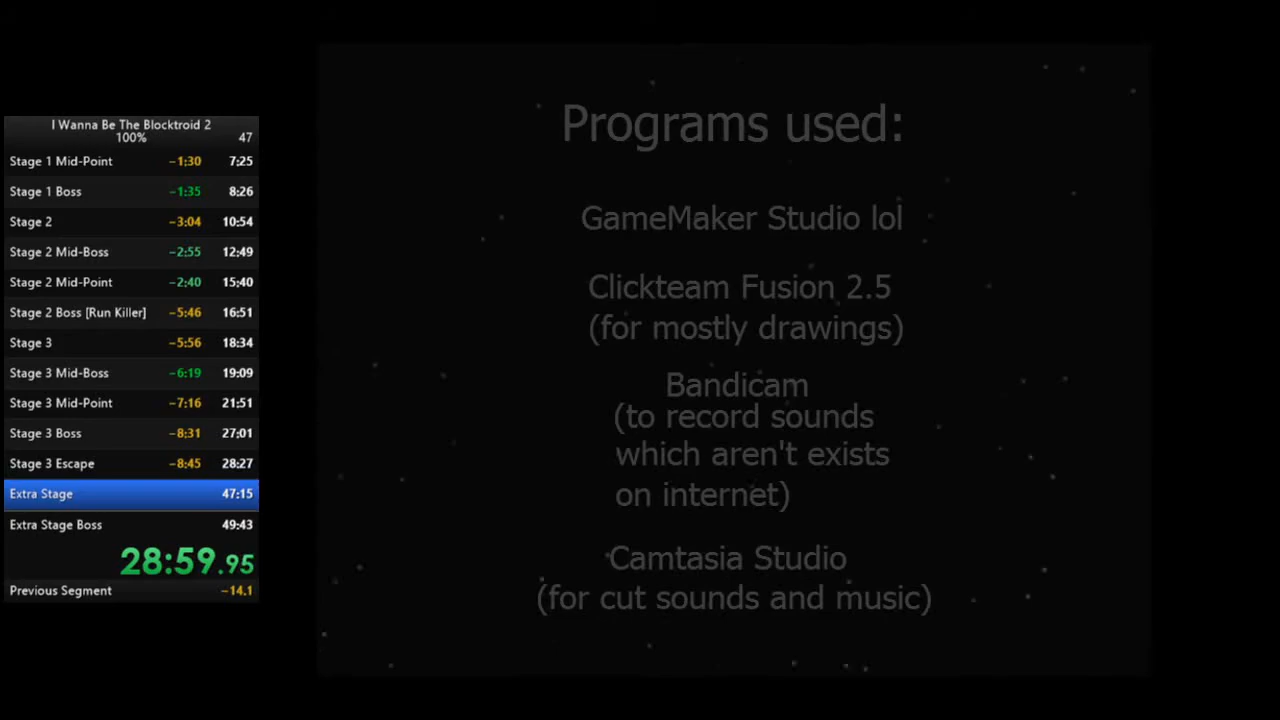 I Wanna Be The Blocktroid 2
100% 47
Stage 1 Mid-Point −1:30 7:25
Stage 1 Boss −1:35 8:26
Stage 2 −3:04 10:54
Stage 2 Mid-Boss −2:55 12:49
Stage 2 Mid-Point −2:40 15:40
Stage 2 Boss [Run Killer] −5:46 16:51
Stage 3 −5:56 18:34
Stage 3 Mid-Boss −6:19 19:09
Stage 3 Mid-Point −7:16 21:51
Stage 3 Boss −8:31 27:01
Stage 3 Escape −8:45 28:27
Extra Stage 47:15
Extra Stage Boss 49:43
28:59.95
Previous Segment −14.1
Programs used:
GameMaker Studio lol
Clickteam Fusion 2.5
(for mostly drawings)
Bandicam
(to record sounds
which aren't exists
on internet)
Camtasia Studio
(for cut sounds and music)